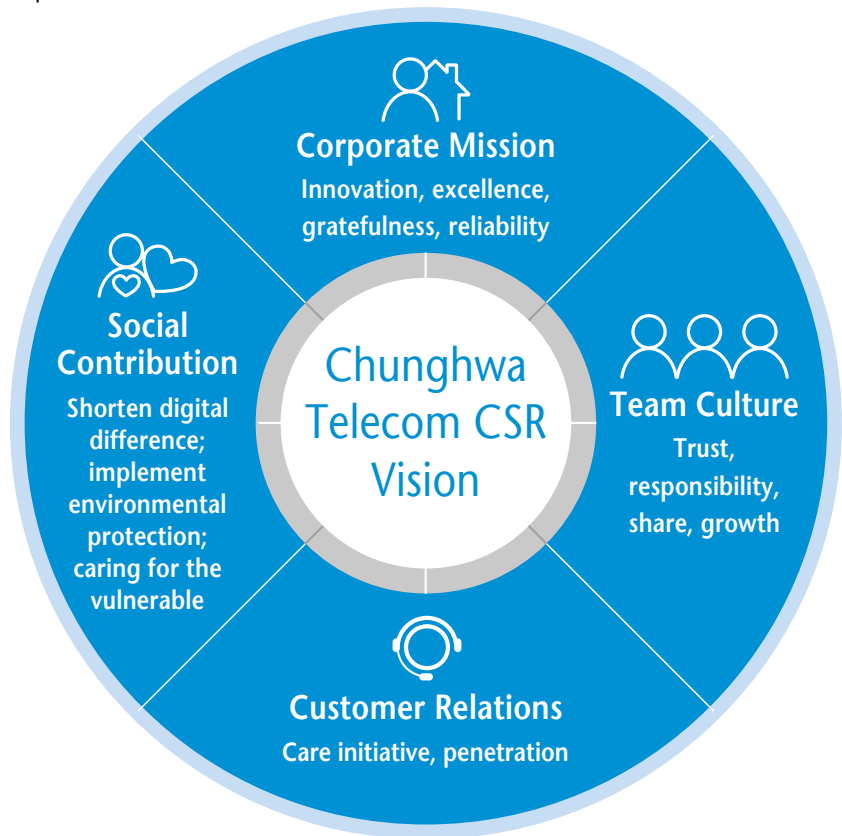 Corporate Mission
Innovation, excellence,
gratefulness, reliability
Social
Contribution
Shorten digital
difference;
implement
environmental
protection;
caring for the
vulnerable
Chunghwa
Telecom CSR
Vision
Team Culture
Trust,
responsibility,
share, growth
Customer Relations
Care initiative, penetration